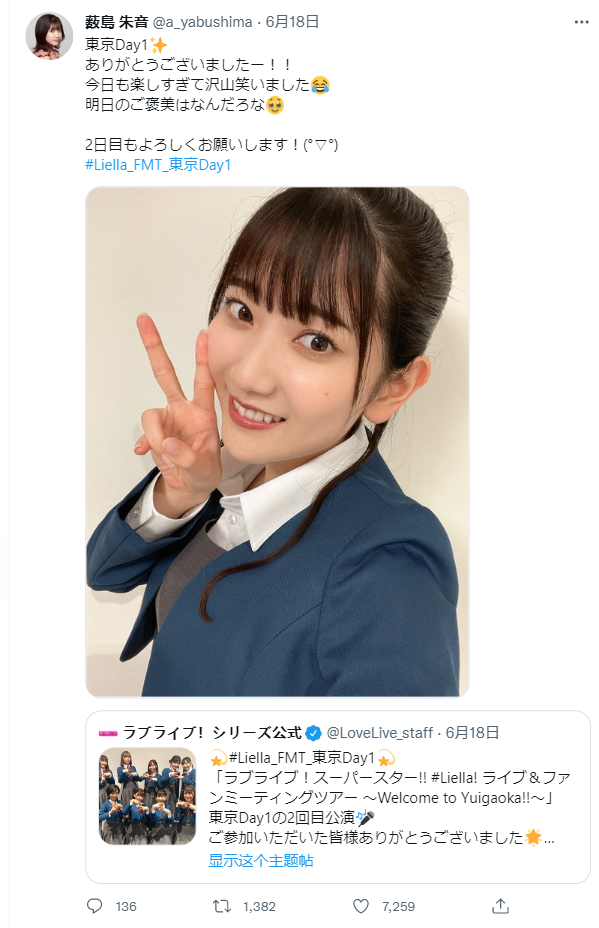 薮島 朱音 @a_yabushima · 6月18日
東京Day1✨
ありがとうございましたー！！
今日も楽しすぎて沢山笑いました😂
明日のご褒美はなんだろな🥹
2日目もよろしくお願いします！(°▽°)
#Liella_FMT_東京Day1
ラブライブ！シリーズ公式 @LoveLive_staff · 6月18日
💫#Liella_FMT_東京Day1💫
「ラブライブ！スーパースター!! #Liella! ライブ＆ファ
ンミーティングツアー ～Welcome to Yuigaoka!!～」
東京Day1の2回目公演🎤
ご参加いただいた皆様ありがとうございました🌟...
显示这个主题帖
136 1,382 7,259